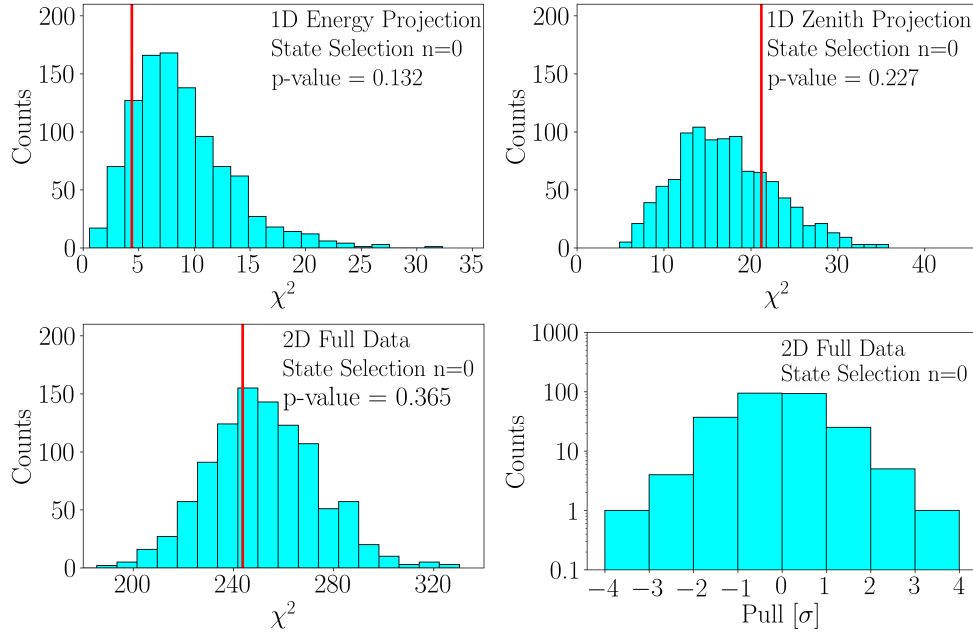 1D Energy Projection
State Selection n=0
p-value = 0.132
Counts
200
150
100
50
0
0 5 10 15 20 25 30 35
χ²
1D Zenith Projection
State Selection n=0
p-value = 0.227
Counts
200
150
100
50
0
0 10 20 30 40
χ²
2D Full Data
State Selection n=0
p-value = 0.365
Counts
200
150
100
50
0
200 240 280 320
χ²
2D Full Data
State Selection n=0
Counts
1000
100
10
1
0.1
−4 −3 −2 −1 0 1 2 3 4
Pull [σ]